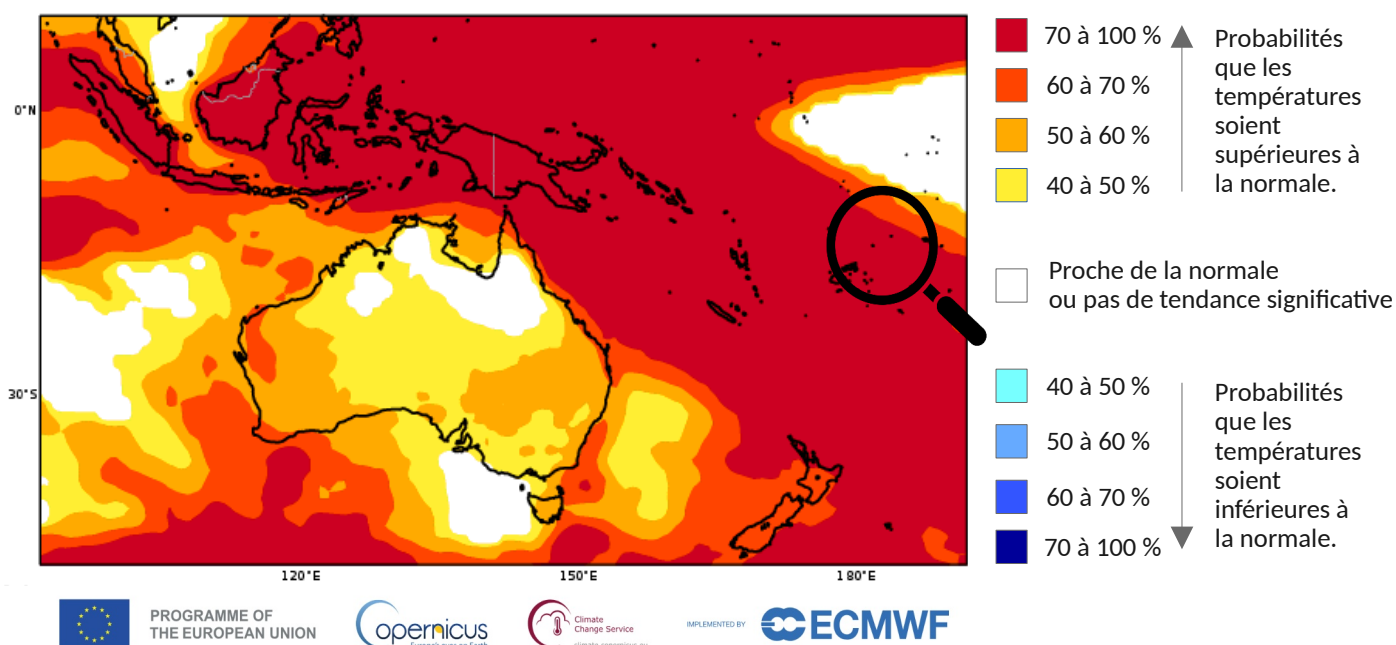 0°N
30°S
120°E
150°E
180°E
70 à 100 %
60 à 70 %
50 à 60 %
40 à 50 %
Probabilités
que les
températures
soient
supérieures à
la normale.
Proche de la normale
ou pas de tendance significative
40 à 50 %
50 à 60 %
60 à 70 %
70 à 100 %
Probabilités
que les
températures
soient
inférieures à
la normale.
PROGRAMME OF
THE EUROPEAN UNION
opernicus
Climate
Change Service
IMPLEMENTED BY
ECMWF